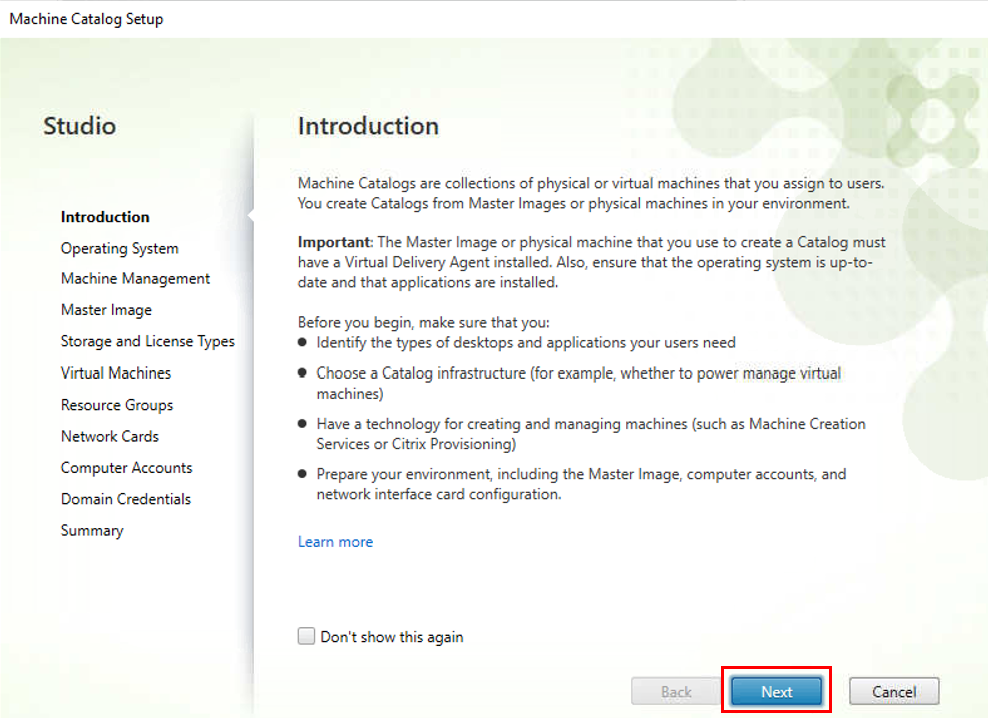 Machine Catalog Setup
Studio
Introduction
Operating System
Machine Management
Master Image
Storage and License Types
Virtual Machines
Resource Groups
Network Cards
Computer Accounts
Domain Credentials
Summary
Introduction
Machine Catalogs are collections of physical or virtual machines that you assign to users.
You create Catalogs from Master Images or physical machines in your environment.
Important: The Master Image or physical machine that you use to create a Catalog must
have a Virtual Delivery Agent installed. Also, ensure that the operating system is up-to-
date and that applications are installed.
Before you begin, make sure that you:
● Identify the types of desktops and applications your users need
● Choose a Catalog infrastructure (for example, whether to power manage virtual
machines)
● Have a technology for creating and managing machines (such as Machine Creation
Services or Citrix Provisioning)
● Prepare your environment, including the Master Image, computer accounts, and
network interface card configuration.
Learn more
Don't show this again
Back
Next
Cancel